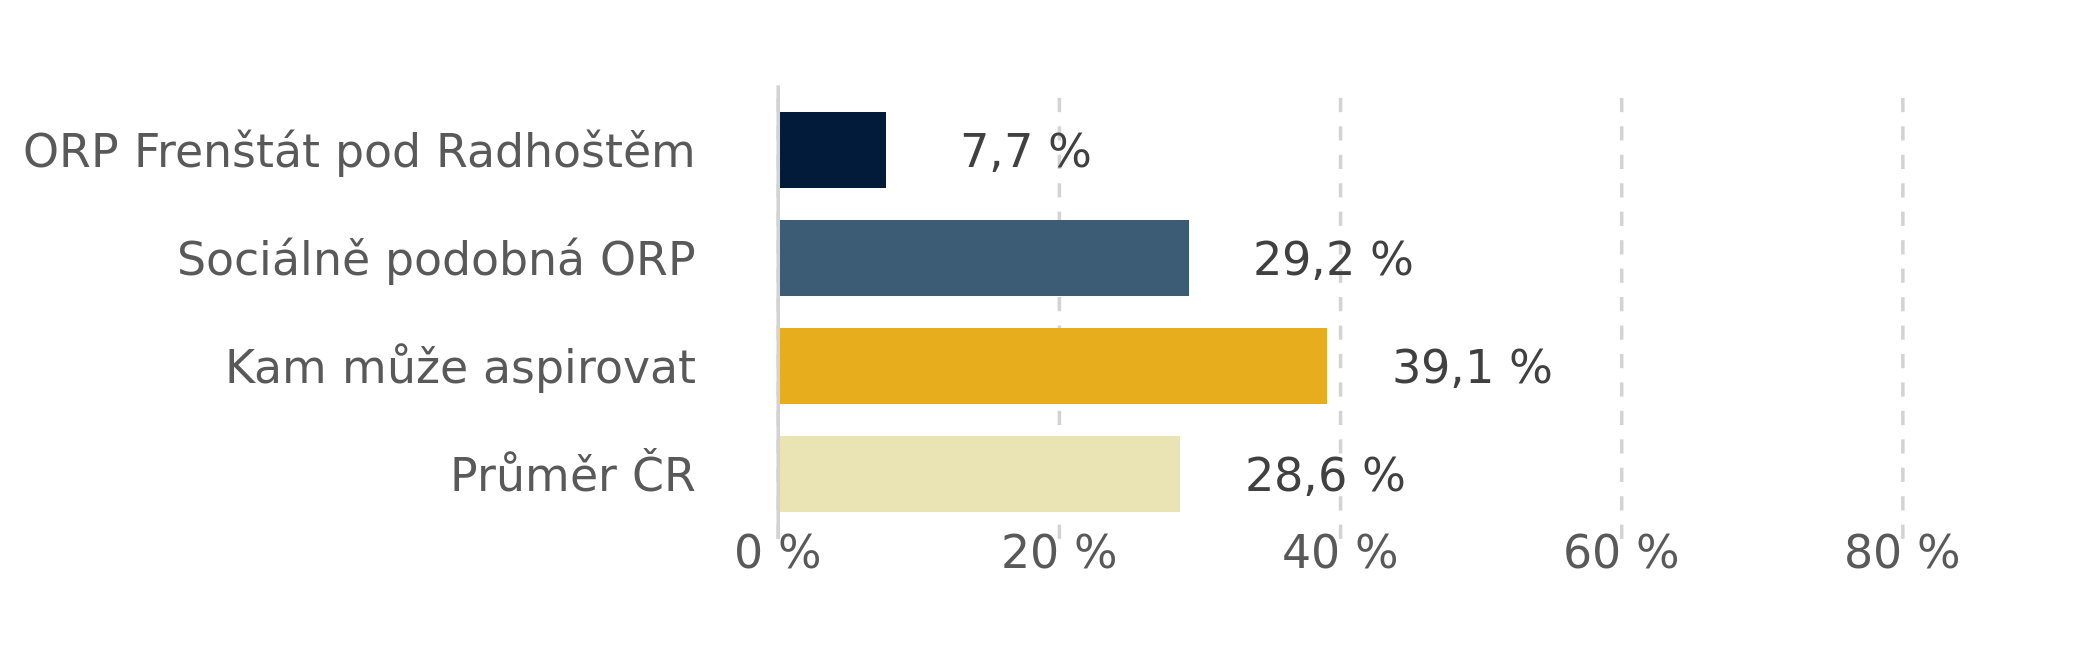 ORP Frenštát pod Radhoštěm 7,7 %
Sociálně podobná ORP 29,2 %
Kam může aspirovat 39,1 %
Průměr ČR 28,6 %
0 % 20 % 40 % 60 % 80 %